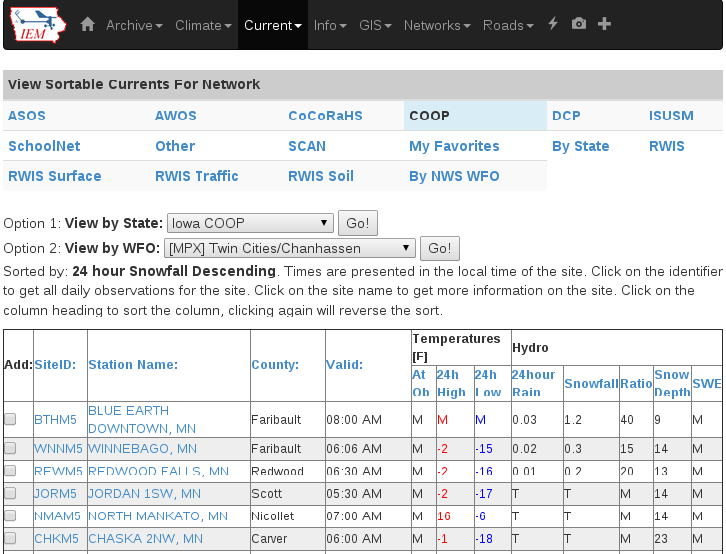 IEM Archive Climate Current Info GIS Networks Roads
View Sortable Currents For Network
ASOS AWOS CoCoRaHS COOP DCP ISUSM
SchoolNet Other SCAN My Favorites By State RWIS
RWIS Surface RWIS Traffic RWIS Soil By NWS WFO
Option 1: View by State: Iowa COOP Go!
Option 2: View by WFO: [MPX] Twin Cities/Chanhassen Go!
Sorted by: 24 hour Snowfall Descending. Times are presented in the local time of the site. Click on the identifier
to get all daily observations for the site. Click on the site name to get more information on the site. Click on the
column heading to sort the column, clicking again will reverse the sort.
Add: SiteID: Station Name: County: Valid: Temperatures [F] Hydro
At Ob 24h High 24h Low 24hour Rain Snowfall Ratio Snow Depth SWE
BTHM5 BLUE EARTH DOWNTOWN, MN Faribault 08:00 AM M M M 0.03 1.2 40 9 M
WNNM5 WINNEBAGO, MN Faribault 06:06 AM M -2 -15 0.02 0.3 15 14 M
REWM5 REDWOOD FALLS, MN Redwood 06:30 AM M -2 -16 0.01 0.2 20 13 M
JORM5 JORDAN 1SW, MN Scott 05:30 AM M -2 -17 T T M 14 M
NMAM5 NORTH MANKATO, MN Nicollet 07:00 AM M 16 -6 T T M 14 M
CHKM5 CHASKA 2NW, MN Carver 06:00 AM M -1 -18 T T M 23 M